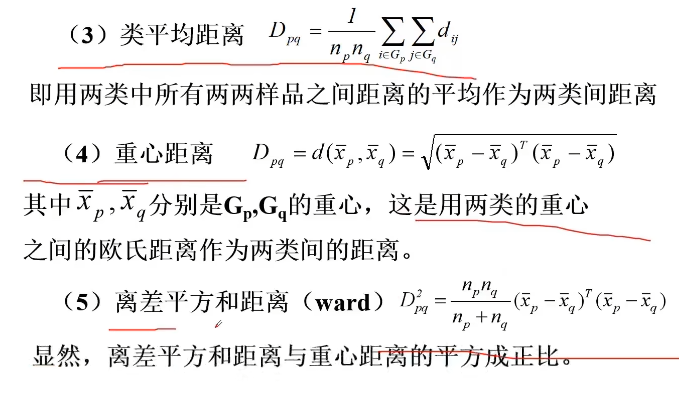 （3）类平均距离 D_{pq} = \frac{1}{n_p n_q} \sum_{i∈G_p} \sum_{j∈G_q} d_{ij}
即用两类中所有两两样品之间距离的平均作为两类间距离
（4）重心距离 D_{pq} = d(\bar{x}_p, \bar{x}_q) = \sqrt{(\bar{x}_p − \bar{x}_q)^T (\bar{x}_p − \bar{x}_q)}
其中 \bar{x}_p, \bar{x}_q 分别是G_p,G_q的重心，这是用两类的重心
之间的欧氏距离作为两类间的距离。
（5）离差平方和距离（ward） D_{pq}^2 = \frac{n_p n_q}{n_p + n_q} (\bar{x}_p − \bar{x}_q)^T (\bar{x}_p − \bar{x}_q)
显然，离差平方和距离与重心距离的平方成正比。